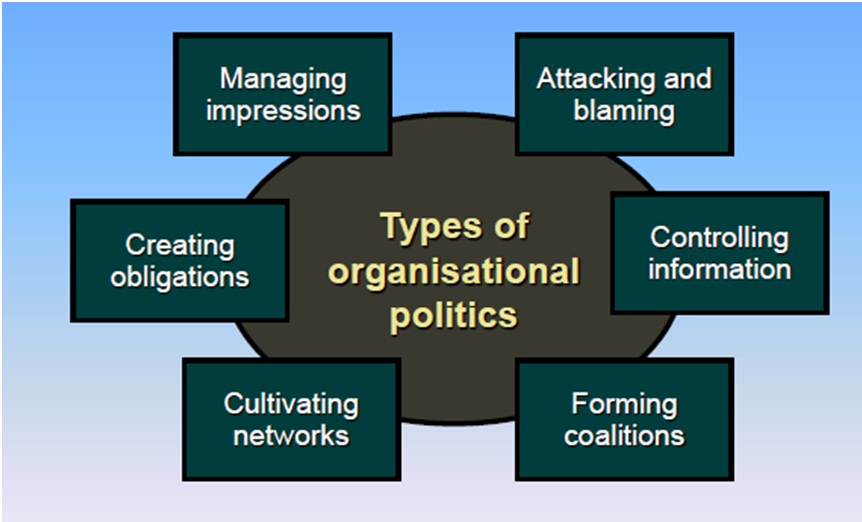 Managing
impressions
Attacking and
blaming
Types of
organisational
politics
Creating
obligations
Controlling
information
Cultivating
networks
Forming
coalitions